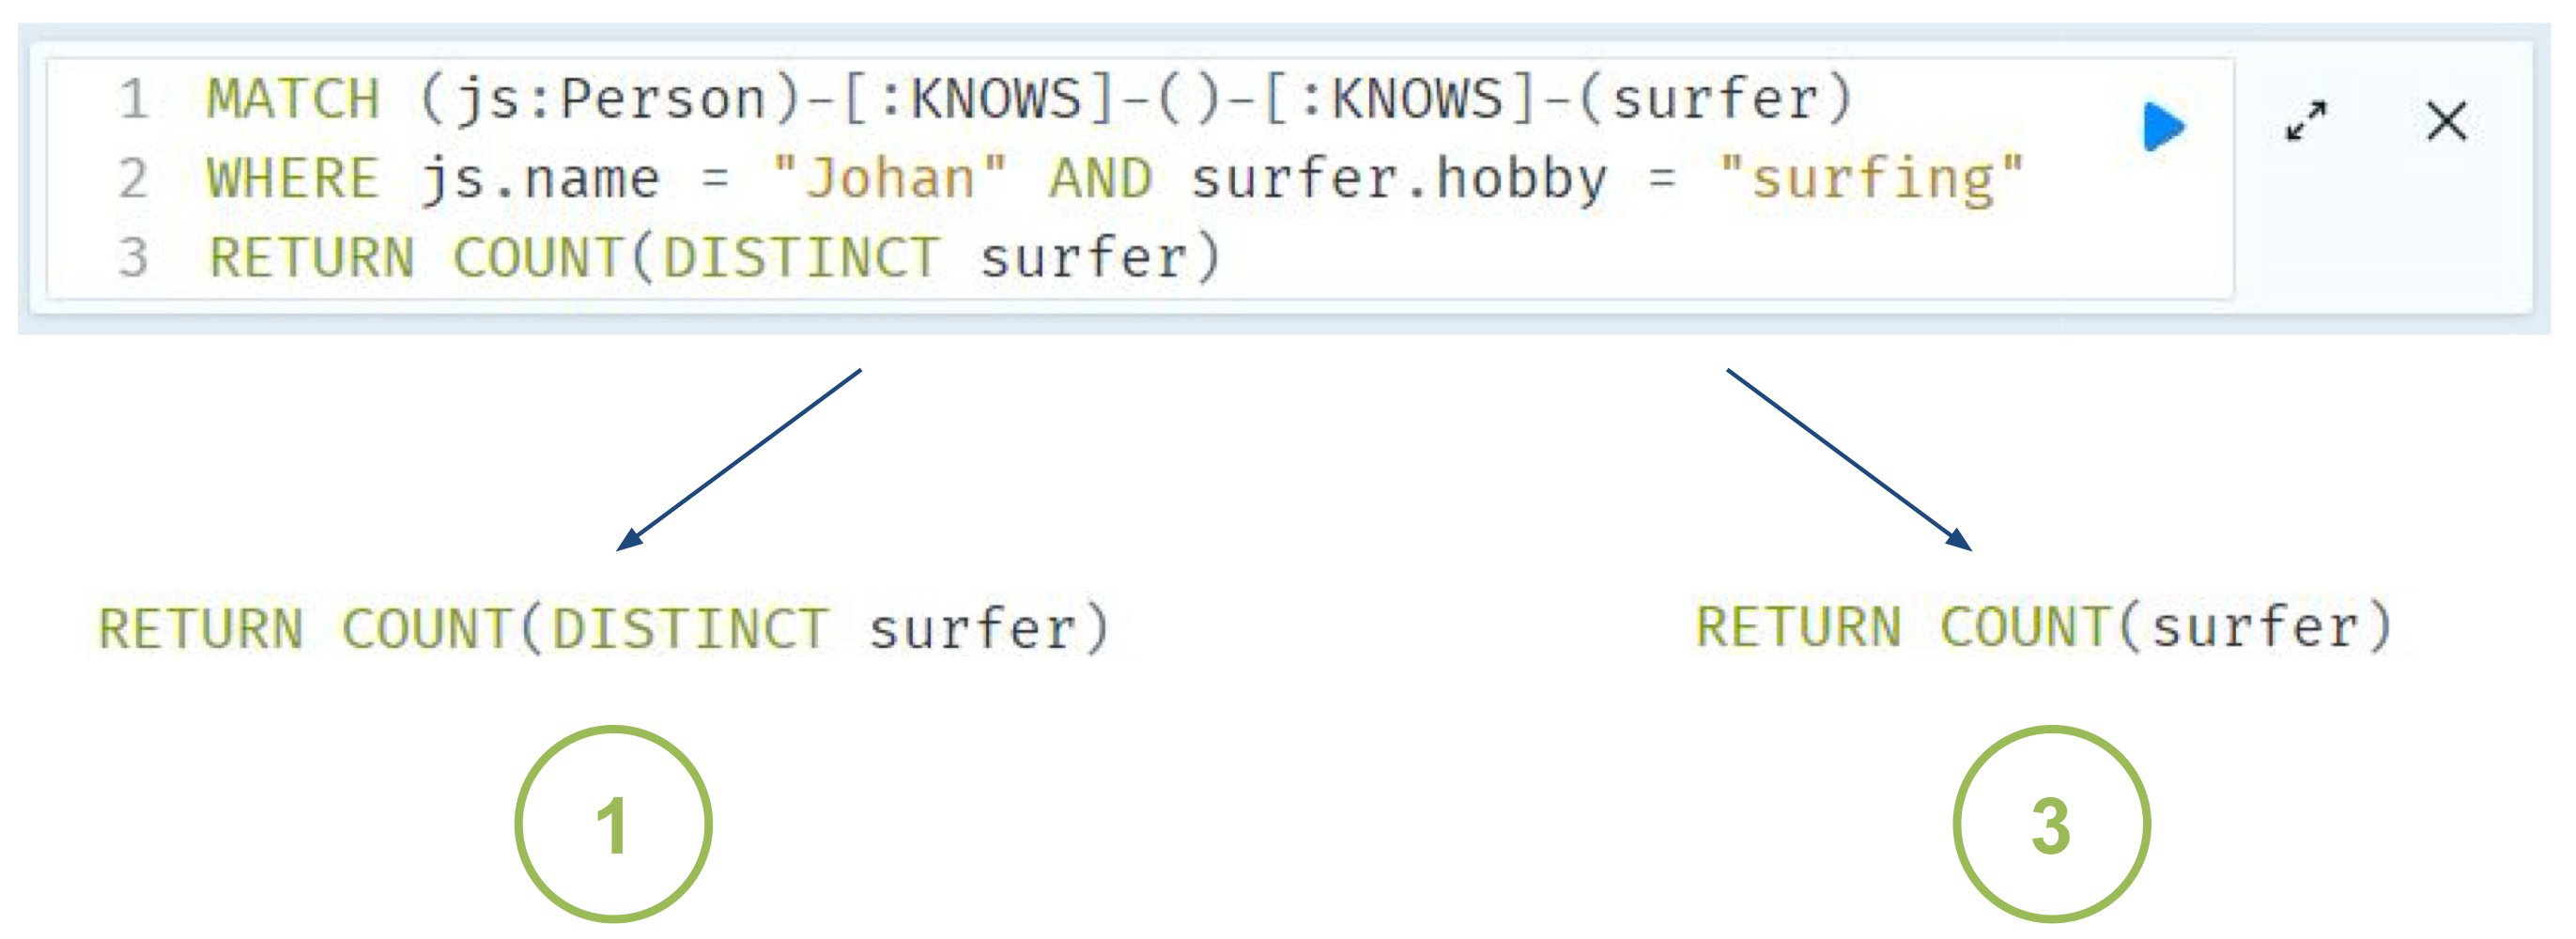 1 MATCH (js:Person)-[:KNOWS]-()-[:KNOWS]-(surfer)
2 WHERE js.name = "Johan" AND surfer.hobby = "surfing"
3 RETURN COUNT(DISTINCT surfer)
RETURN COUNT(DISTINCT surfer)
RETURN COUNT(surfer)
1
3